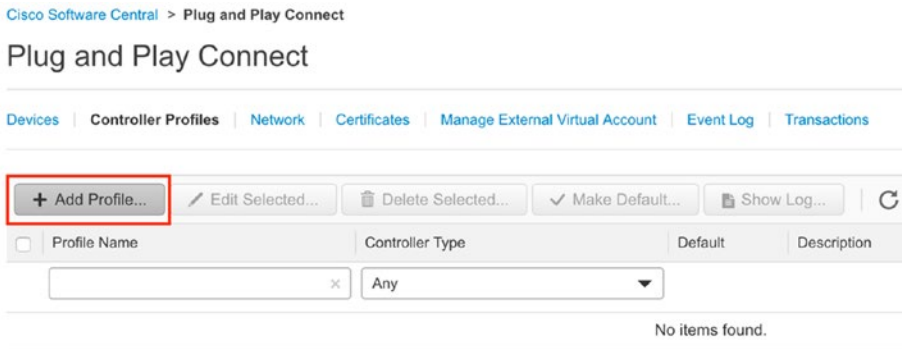 Cisco Software Central > Plug and Play Connect
Plug and Play Connect
Devices | Controller Profiles | Network | Certificates | Manage External Virtual Account | Event Log | Transactions
+ Add Profile... Edit Selected... Delete Selected... Make Default... Show Log...
Profile Name Controller Type Default Description
Any
No items found.